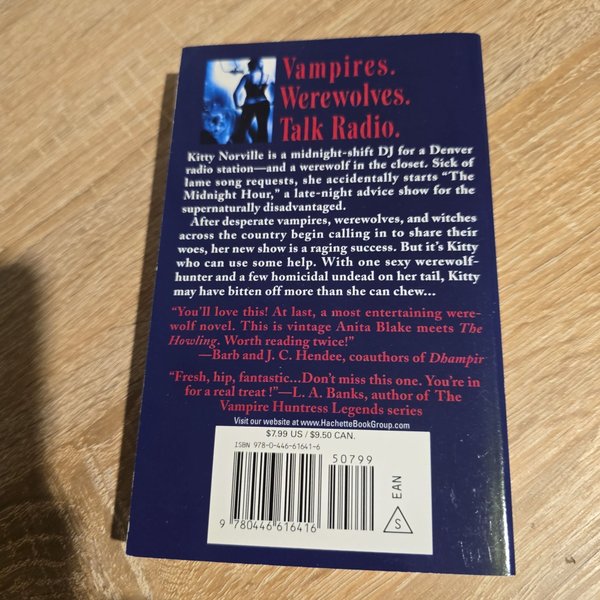 Vampires.
Werewolves.
Talk Radio.
Kitty Norville is a midnight-shift DJ for a Denver
radio station—and a werewolf in the closet. Sick of
lame song requests, she accidentally starts “The
Midnight Hour,” a late-night advice show for the
supernaturally disadvantaged.
After desperate vampires, werewolves, and witches
across the country begin calling in to share their
woes, her new show is a raging success. But it’s Kitty
who can use some help. With one sexy werewolf-
hunter and a few homicidal undead on her tail, Kitty
may have bitten off more than she can chew...
“You’ll love this! At last, a most entertaining were-
wolf novel. This is vintage Anita Blake meets The
Howling. Worth reading twice!”
—Barb and J. C. Hendee, coauthors of Dhampir
“Fresh, hip, fantastic...Don’t miss this one. You’re in
for a real treat !”—L. A. Banks, author of The
Vampire Huntress Legends series
Visit our website at www.HachetteBookGroup.com
$7.99 US / $9.50 CAN.
ISBN 978-0-446-61641-6
50799
9 780446 616416
EAN
S